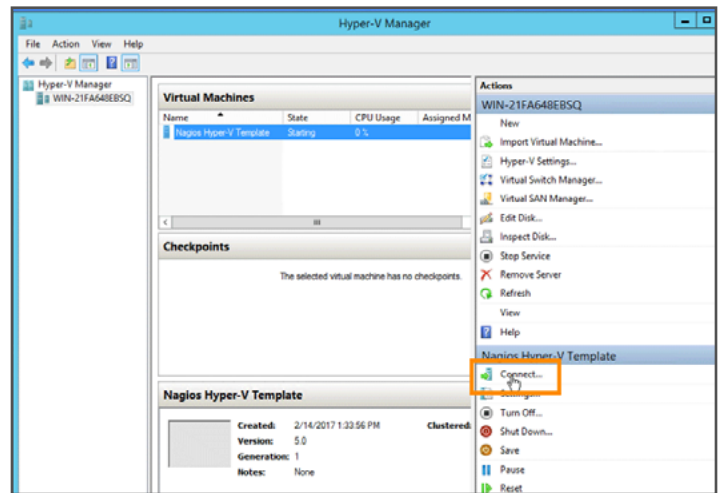 Hyper-V Manager
File Action View Help
Hyper-V Manager
WIN-21FA648EBSQ
Virtual Machines
Name State CPU Usage Assigned M
Nagios Hyper-V Template Starting 0 %
Checkpoints
The selected virtual machine has no checkpoints.
Nagios Hyper-V Template
Created: 2/14/2017 1:33:56 PM Clustered:
Version: 5.0
Generation: 1
Notes: None
Actions
WIN-21FA648EBSQ
New
Import Virtual Machine...
Hyper-V Settings...
Virtual Switch Manager...
Virtual SAN Manager...
Edit Disk...
Inspect Disk...
Stop Service
Remove Server
Refresh
View
Help
Nagios Hyper-V Template
Connect...
Settings...
Turn Off...
Shut Down...
Save
Pause
Reset